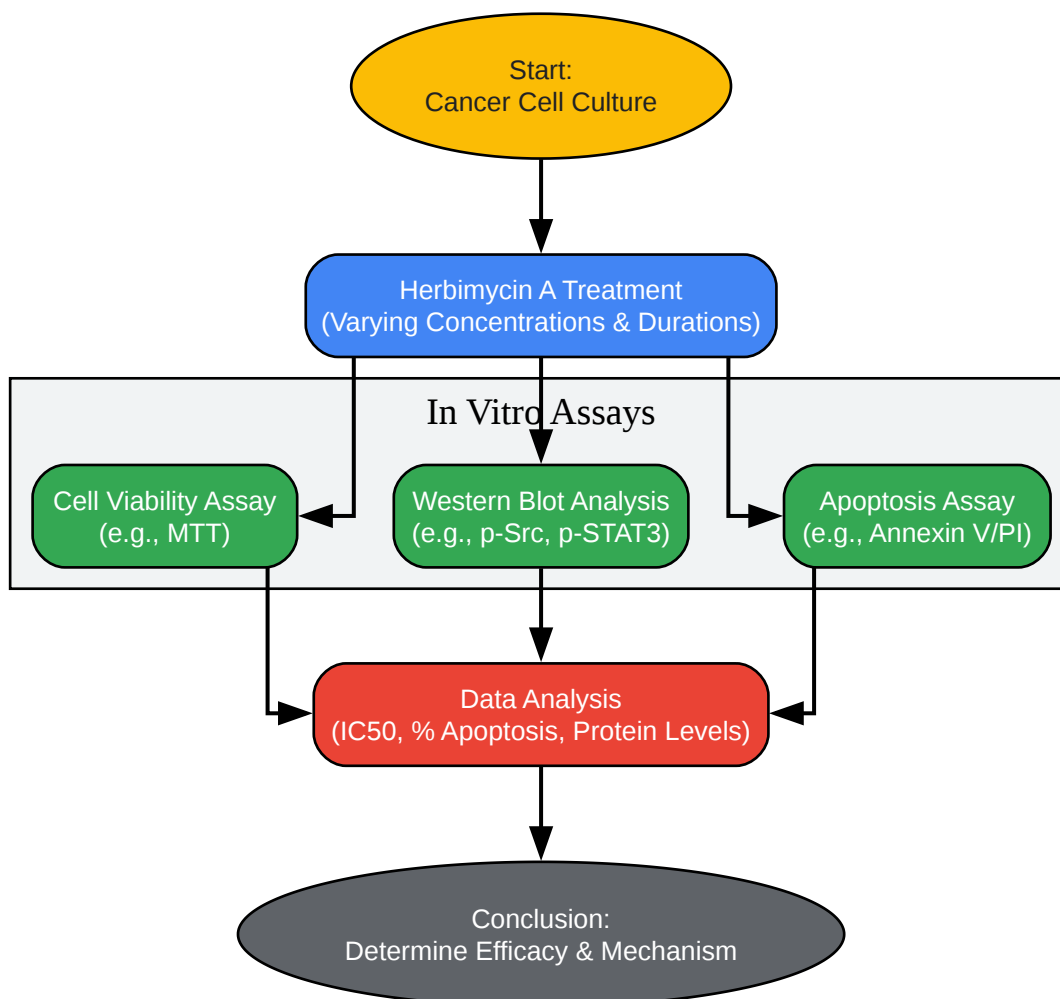 Start:
Cancer Cell Culture
Herbimycin A Treatment
(Varying Concentrations & Durations)
In Vitro Assays
Cell Viability Assay
(e.g., MTT)
Western Blot Analysis
(e.g., p-Src, p-STAT3)
Apoptosis Assay
(e.g., Annexin V/PI)
Data Analysis
(IC50, % Apoptosis, Protein Levels)
Conclusion:
Determine Efficacy & Mechanism